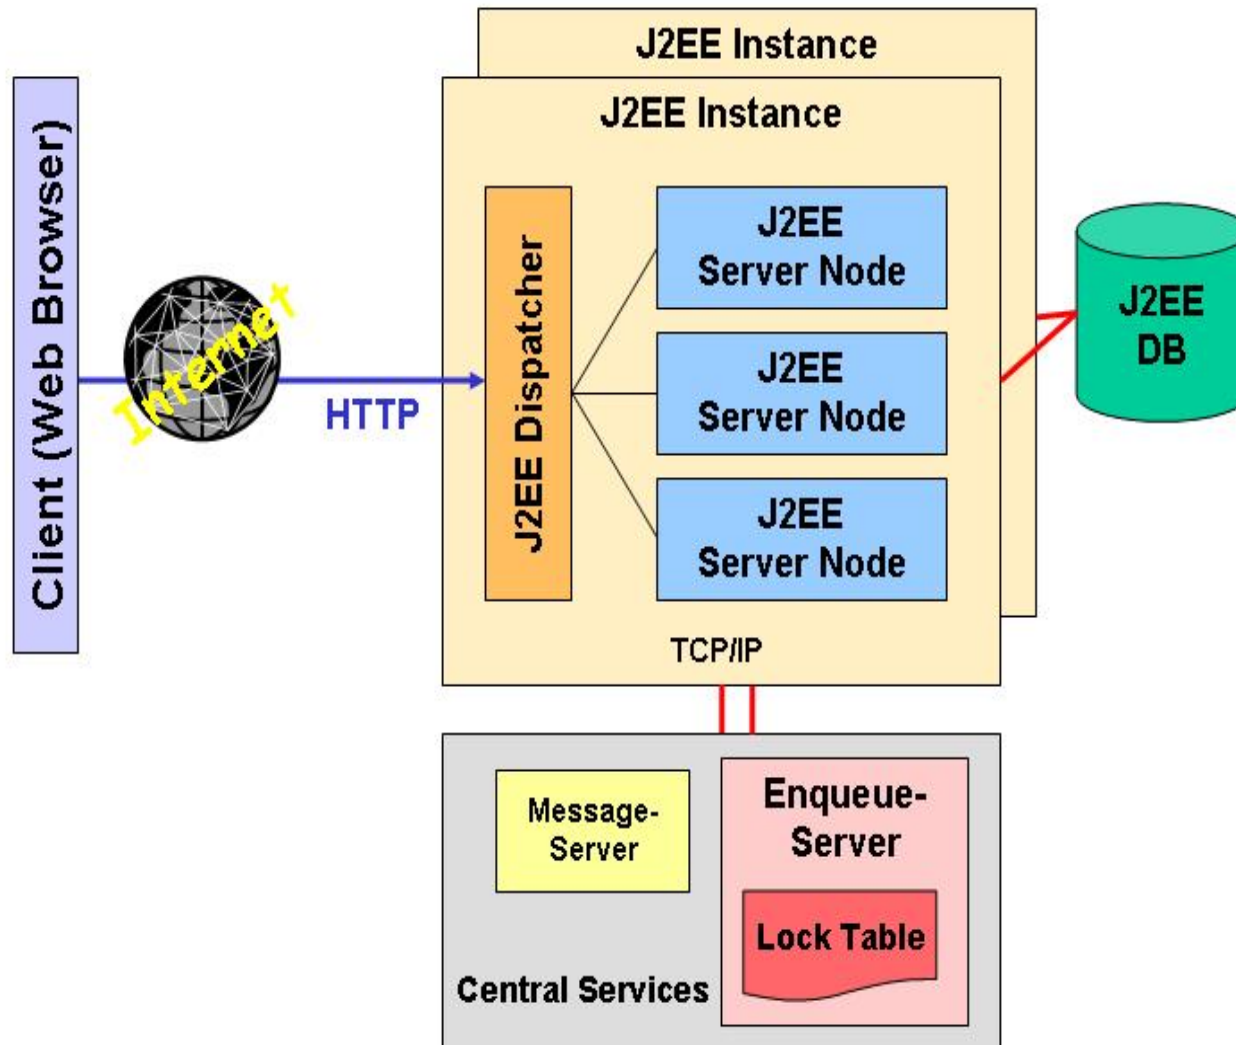 J2EE Instance
J2EE Instance
Client (Web Browser)
Internet
HTTP
J2EE Dispatcher
J2EE
Server Node
J2EE
Server Node
J2EE
Server Node
J2EE
DB
TCP/IP
Message-
Server
Enqueue-
Server
Lock Table
Central Services